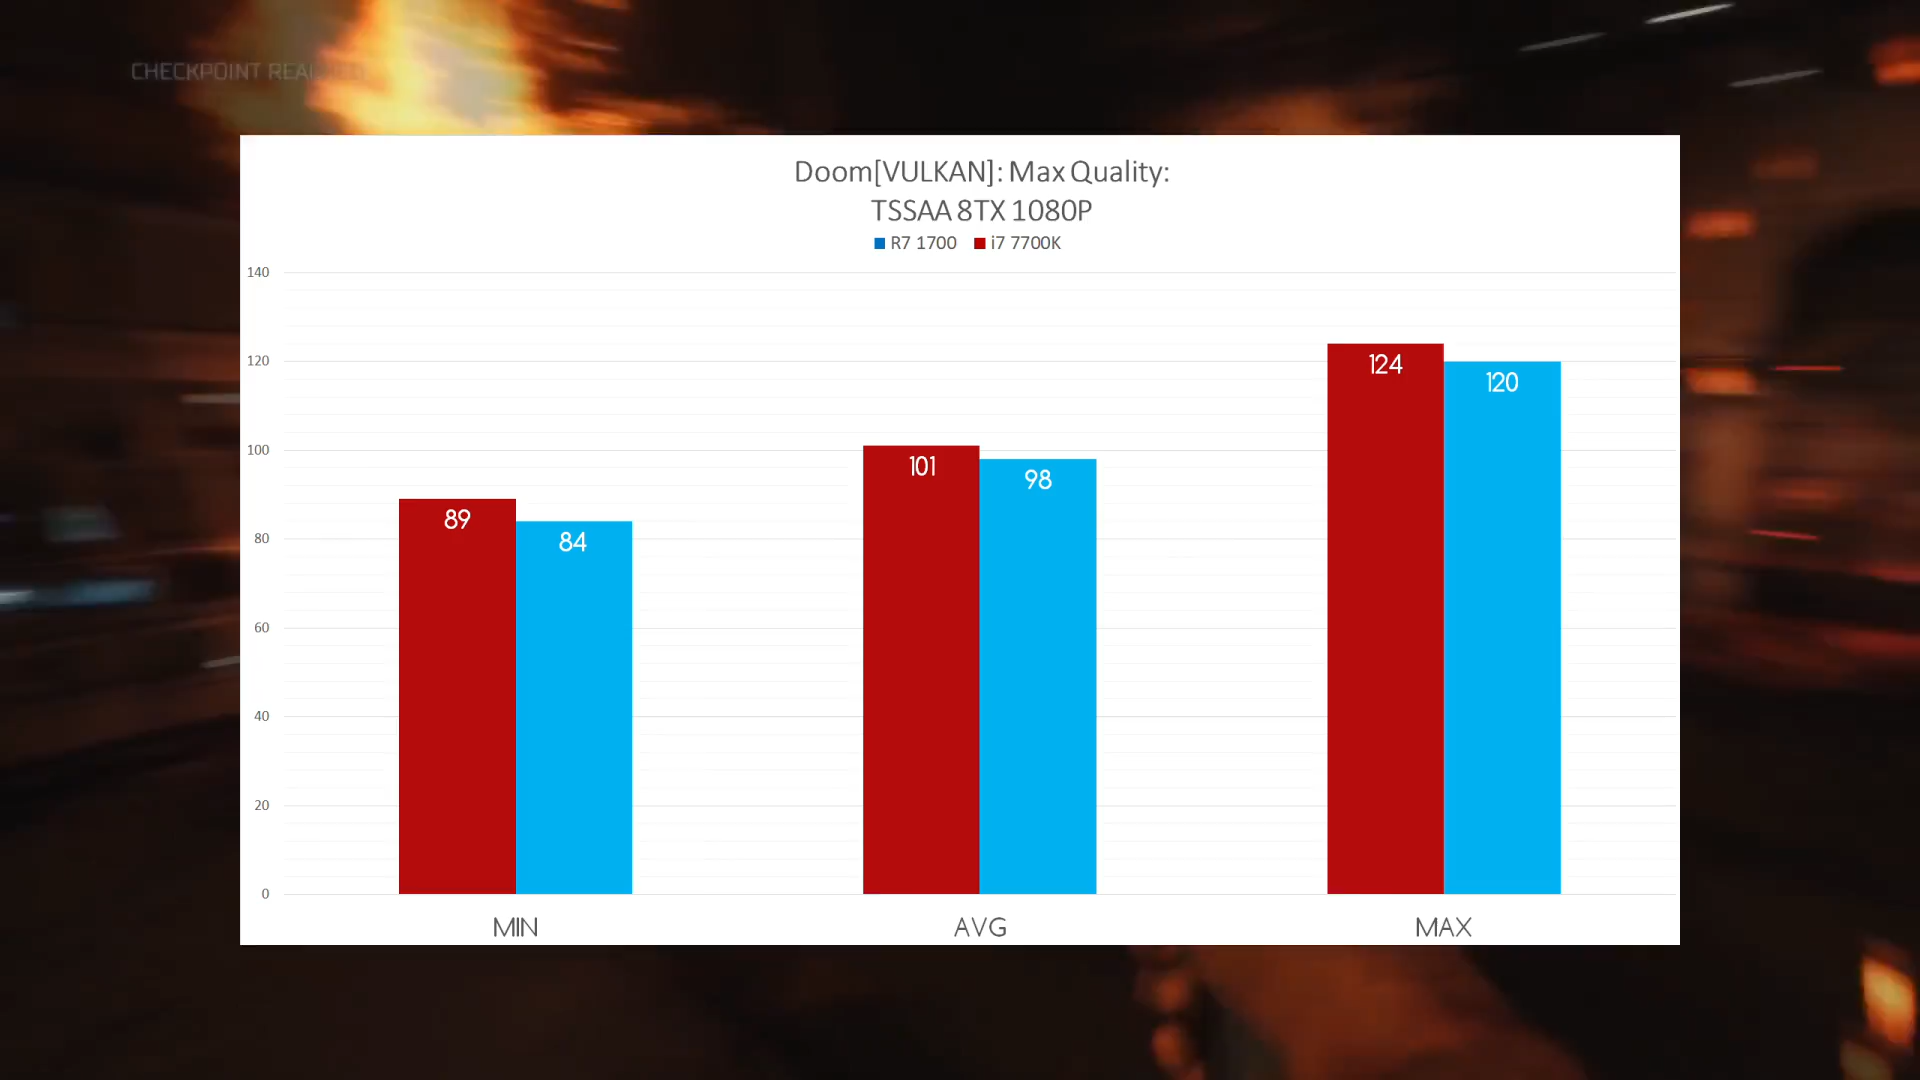 CHECKPOINT
Doom[VULKAN]: Max Quality:
TSSAA 8TX 1080P
R7 1700 i7 7700K
140
120
100
80
60
40
20
0
89
84
101
98
124
120
MIN AVG MAX